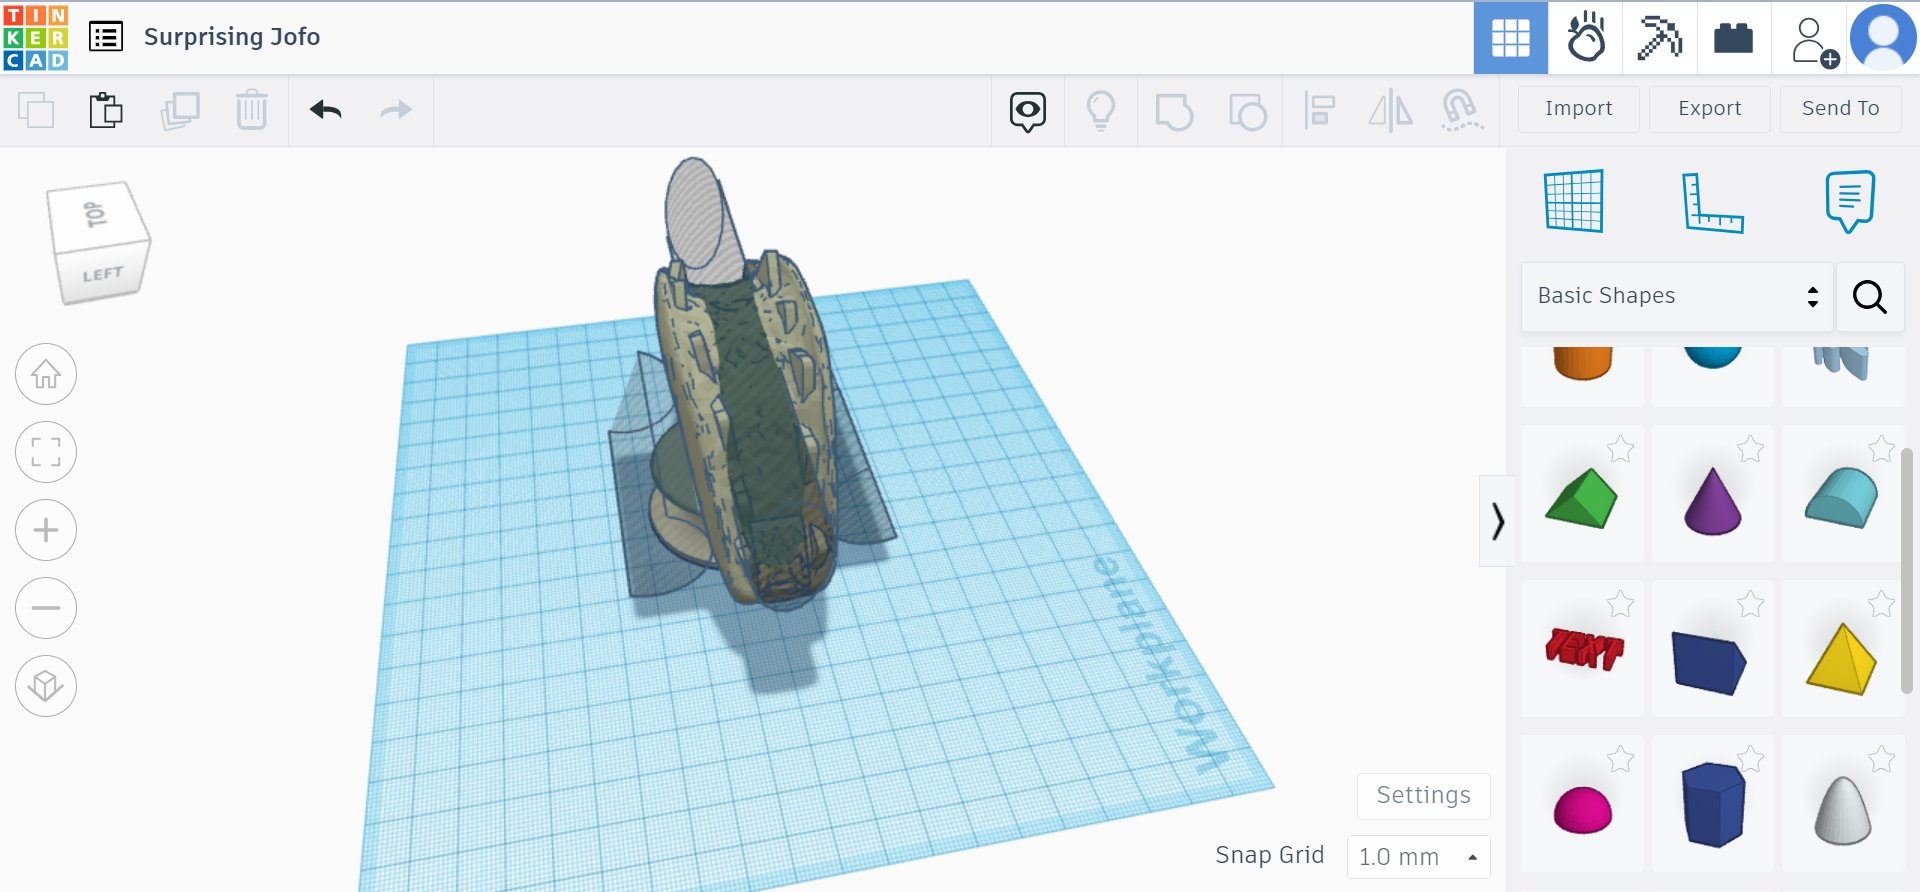 TIN
KER
CAD
Surprising Jofo
Import
Export
Send To
TOP
LEFT
Basic Shapes
TEXT
Workplane
Settings
Snap Grid
1.0 mm